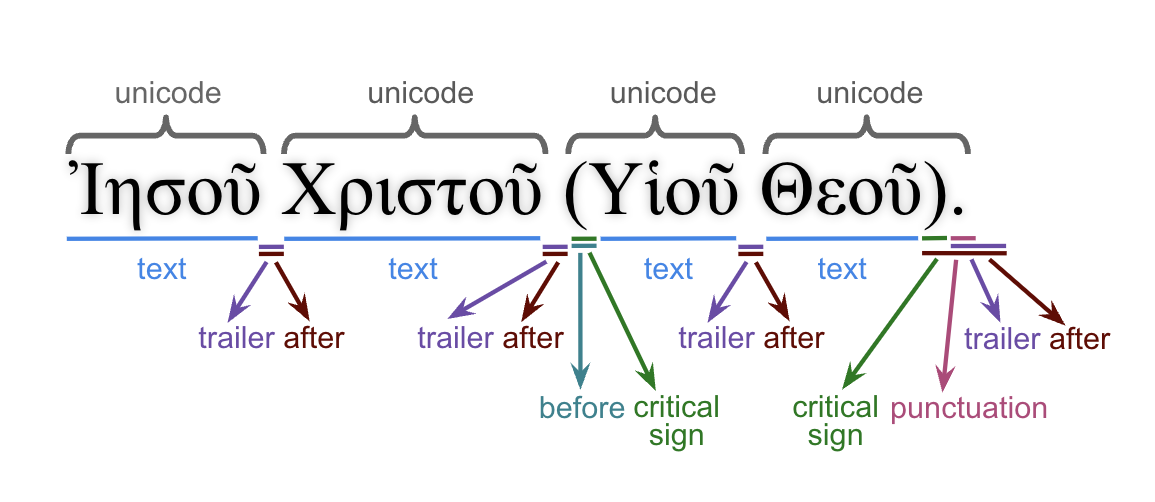 unicode unicode unicode unicode
Ἰησοῦ Χριστοῦ (Υἱοῦ Θεοῦ).
text text text text
trailer after trailer after trailer after trailer after
before critical sign critical sign punctuation